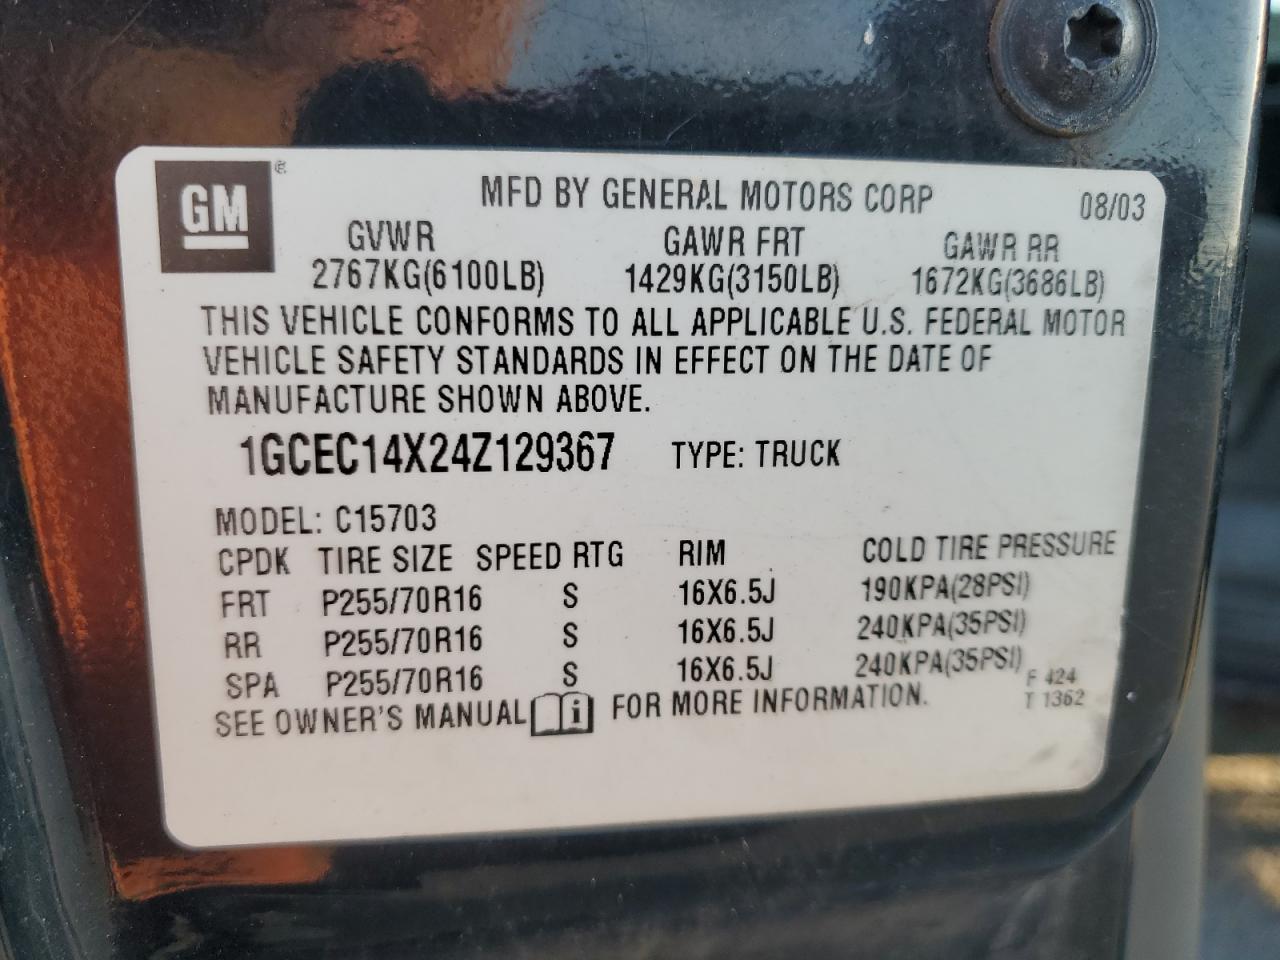 GM ®
MFD BY GENERAL MOTORS CORP 08/03
GVWR GAWR FRT GAWR RR
2767KG(6100LB) 1429KG(3150LB) 1672KG(3686LB)
THIS VEHICLE CONFORMS TO ALL APPLICABLE U.S. FEDERAL MOTOR
VEHICLE SAFETY STANDARDS IN EFFECT ON THE DATE OF
MANUFACTURE SHOWN ABOVE.
1GCEC14X24Z129367 TYPE: TRUCK
MODEL: C15703
CPDK TIRE SIZE SPEED RTG RIM COLD TIRE PRESSURE
FRT P255/70R16 S 16X6.5J 190KPA(28PSI)
RR P255/70R16 S 16X6.5J 240KPA(35PSI)
SPA P255/70R16 S 16X6.5J 240KPA(35PSI)
F 424
SEE OWNER'S MANUAL i FOR MORE INFORMATION.
T 1362